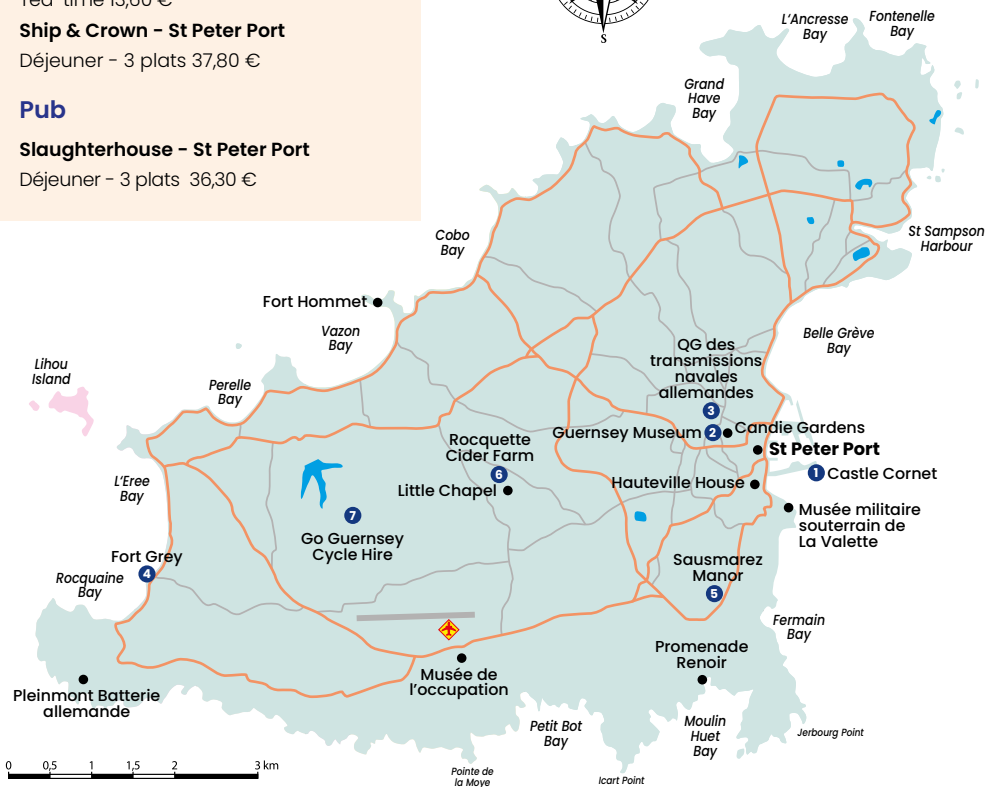 Tea time 13,60 €
Ship & Crown - St Peter Port
Déjeuner - 3 plats 37,80 €
Pub
Slaughterhouse - St Peter Port
Déjeuner - 3 plats 36,30 €
S
L'Ancresse
Bay
Fontenelle
Bay
Grand
Have
Bay
Cobo
Bay
St Sampson
Harbour
Fort Hommet
Vazon
Bay
Belle Grève
Bay
Lihou
Island
Perelle
Bay
QG des
transmissions
navales
allemandes
3
Guernsey Museum 2
Candie Gardens
St Peter Port
1 Castle Cornet
Rocquette
Cider Farm
6
Little Chapel
Hauteville House
L'Eree
Bay
Musée militaire
souterrain de
La Valette
7
Go Guernsey
Cycle Hire
Fort Grey
4
Rocquaine
Bay
Sausmarez
Manor
5
Fermain
Bay
Promenade
Renoir
Musée de
l'occupation
Pleinmont Batterie
allemande
Petit Bot
Bay
Moulin
Huet
Bay
Jerbourg Point
0 0,5 1 1,5 2 3 km
Pointe de
la Moye
Icart Point